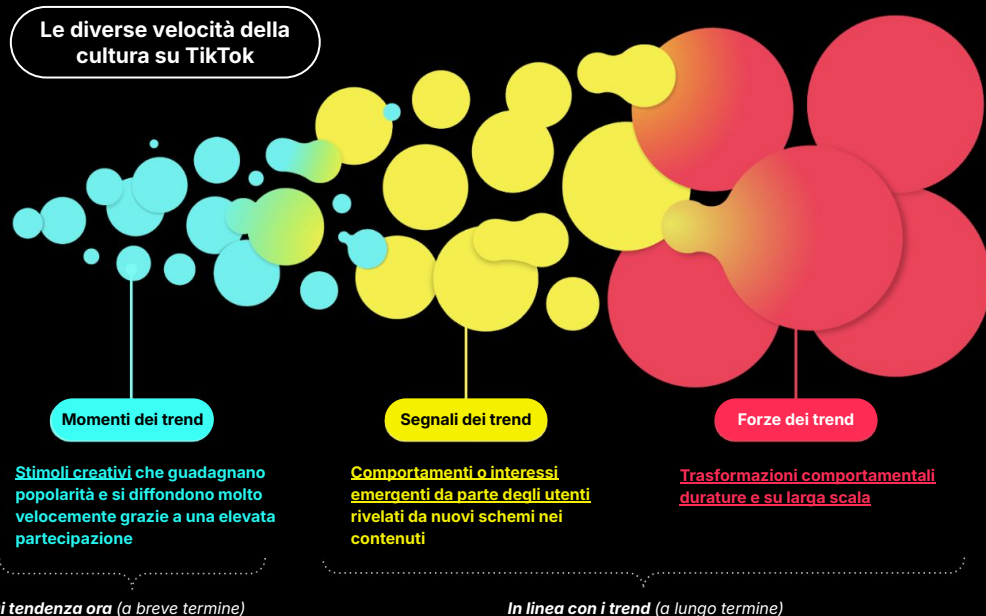 Le diverse velocità della
cultura su TikTok
Momenti dei trend
Segnali dei trend
Forze dei trend
Stimoli creativi che guadagnano
popolarità e si diffondono molto
velocemente grazie a una elevata
partecipazione
Comportamenti o interessi
emergenti da parte degli utenti
rivelati da nuovi schemi nei
contenuti
Trasformazioni comportamentali
durature e su larga scala
i tendenza ora (a breve termine)
In linea con i trend (a lungo termine)